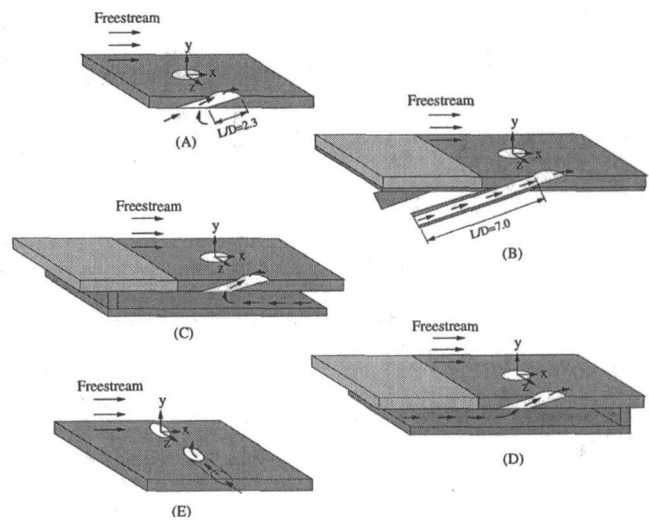 Freestream
y
x
z
L/D=2.3
(A)
Freestream
y
x
z
L/D=7.0
(B)
Freestream
y
x
z
(C)
Freestream
y
x
z
(D)
Freestream
y
x
z
(E)